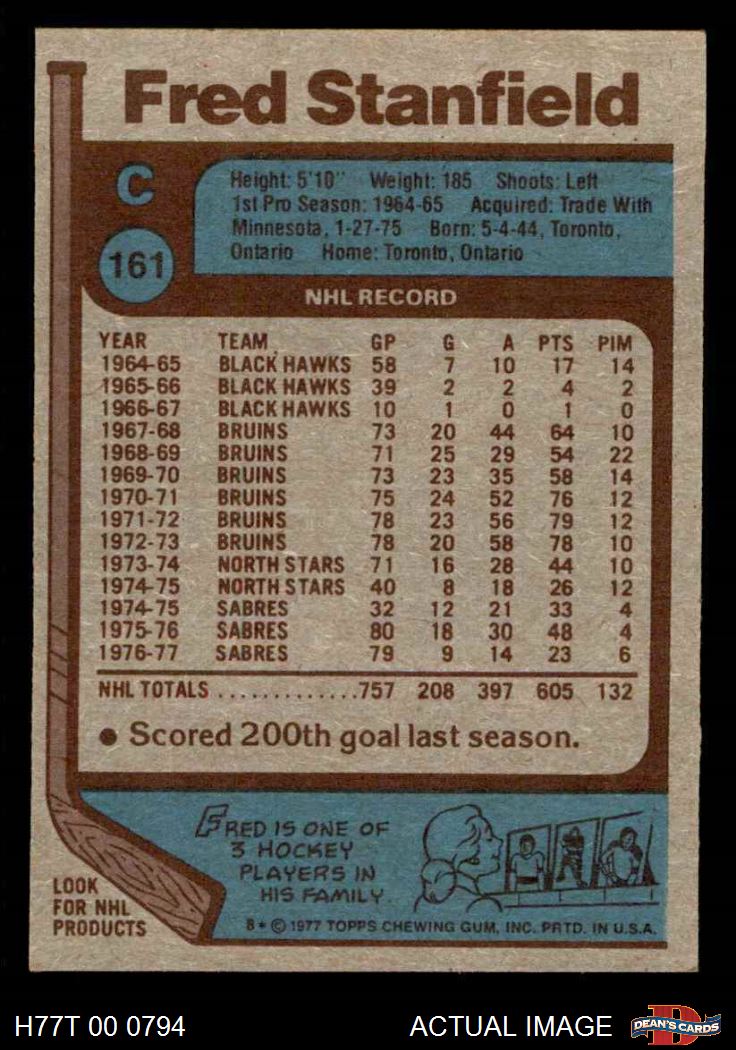 Fred Stanfield
C
161
Height: 5'10" Weight: 185 Shoots: Left
1st Pro Season: 1964-65 Acquired: Trade With
Minnesota, 1-27-75 Born: 5-4-44, Toronto,
Ontario Home: Toronto, Ontario
NHL RECORD
YEAR TEAM GP G A PTS PIM
1964-65 BLACK HAWKS 58 7 10 17 14
1965-66 BLACK HAWKS 39 2 2 4 2
1966-67 BLACK HAWKS 10 1 0 1 0
1967-68 BRUINS 73 20 44 64 10
1968-69 BRUINS 71 25 29 54 22
1969-70 BRUINS 73 23 35 58 14
1970-71 BRUINS 75 24 52 76 12
1971-72 BRUINS 78 23 56 79 12
1972-73 BRUINS 78 20 58 78 10
1973-74 NORTH STARS 71 16 28 44 10
1974-75 NORTH STARS 40 8 18 26 12
1974-75 SABRES 32 12 21 33 4
1975-76 SABRES 80 18 30 48 4
1976-77 SABRES 79 9 14 23 6
NHL TOTALS.............757 208 397 605 132
● Scored 200th goal last season.
FRED IS ONE OF
3 HOCKEY
PLAYERS IN
HIS FAMILY.
LOOK
FOR NHL
PRODUCTS
8* © 1977 TOPPS CHEWING GUM, INC. PRTD. IN U.S.A.
H77T 00 0794 ACTUAL IMAGE
D
DEAN'S CARDS